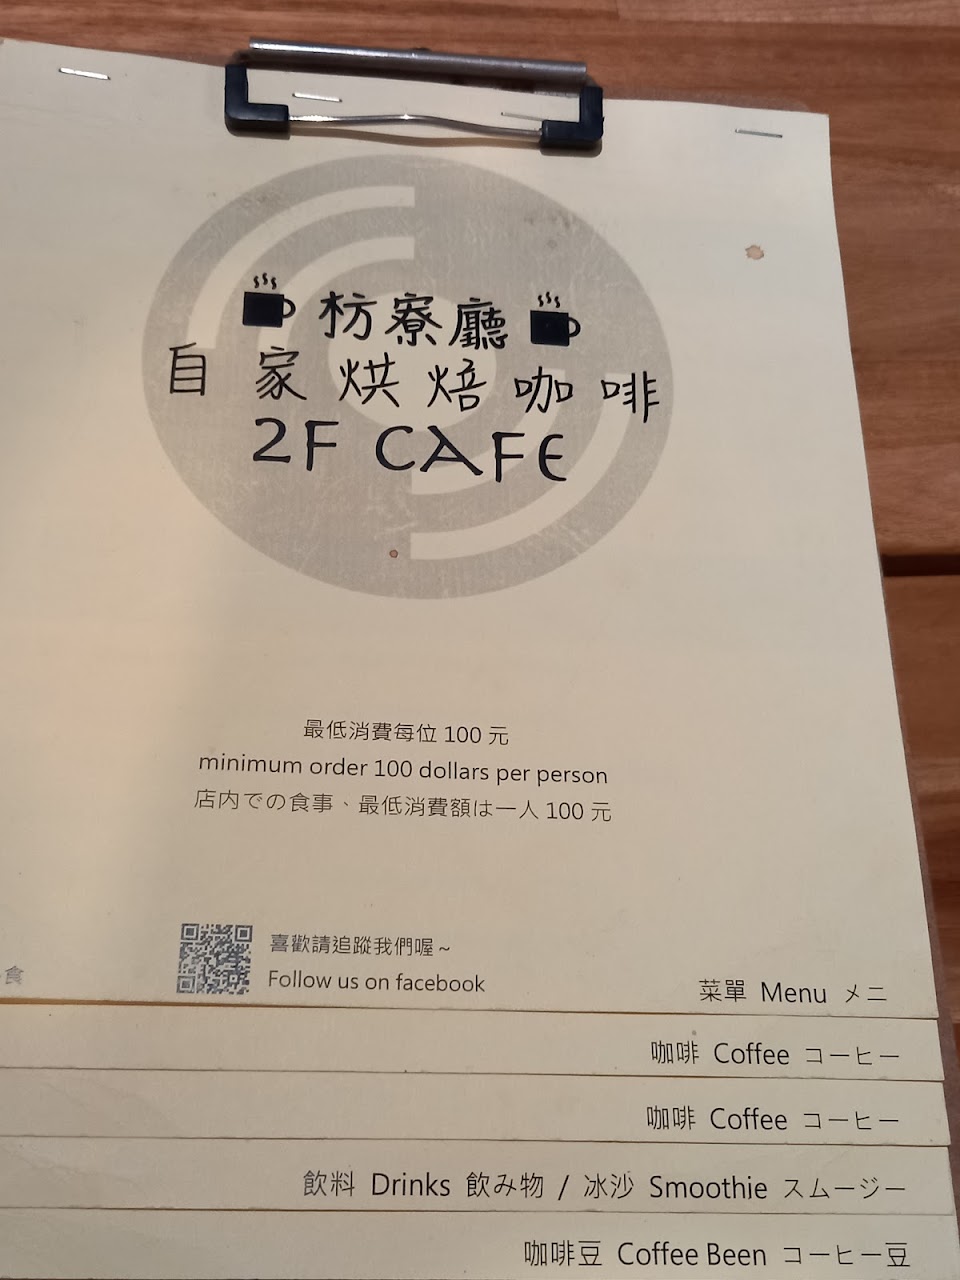 枋寮廳
自家烘焙咖啡
2F CAFE
最低消費每位 100 元
minimum order 100 dollars per person
店内での食事、最低消費額は一人 100 元
喜歡請追蹤我們喔～
Follow us on facebook
食
菜單 Menu メニ
咖啡 Coffee コーヒー
咖啡 Coffee コーヒー
飲料 Drinks 飲み物 / 冰沙 Smoothie スムージー
咖啡豆 Coffee Been コーヒー豆